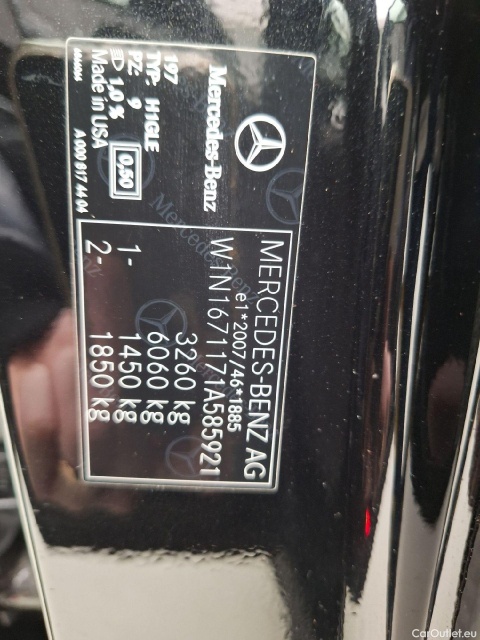 Mercedes-Benz
197
TYP: H1GLE
PZ: 9
1.0 % 0,60
Made in USA
A 000 817 44 04
MERCEDES-BENZ AG
e1*2007/46*1885
W1N1671171A585921
3260 kg
6060 kg
1- 1450 kg
2- 1850 kg
CarOutlet.eu